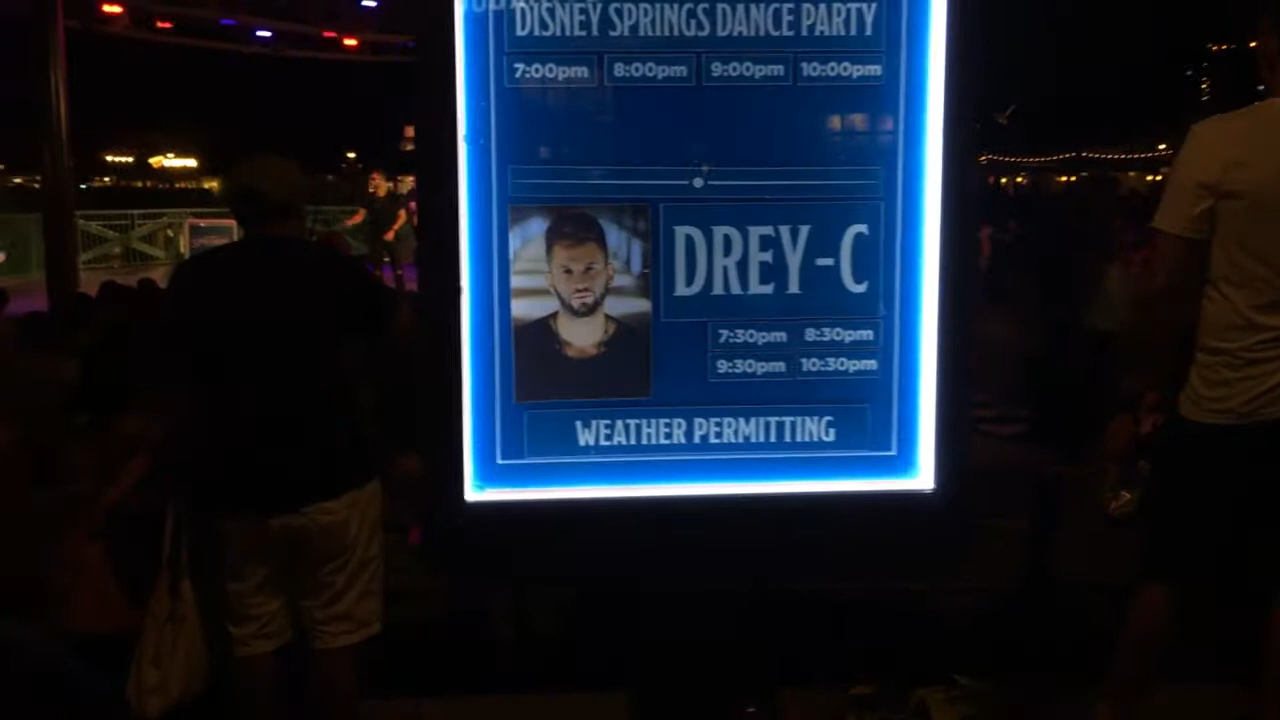 DISNEY SPRINGS DANCE PARTY
7:00pm 8:00pm 9:00pm 10:00pm
DREY-C
7:30pm 8:30pm
9:30pm 10:30pm
WEATHER PERMITTING